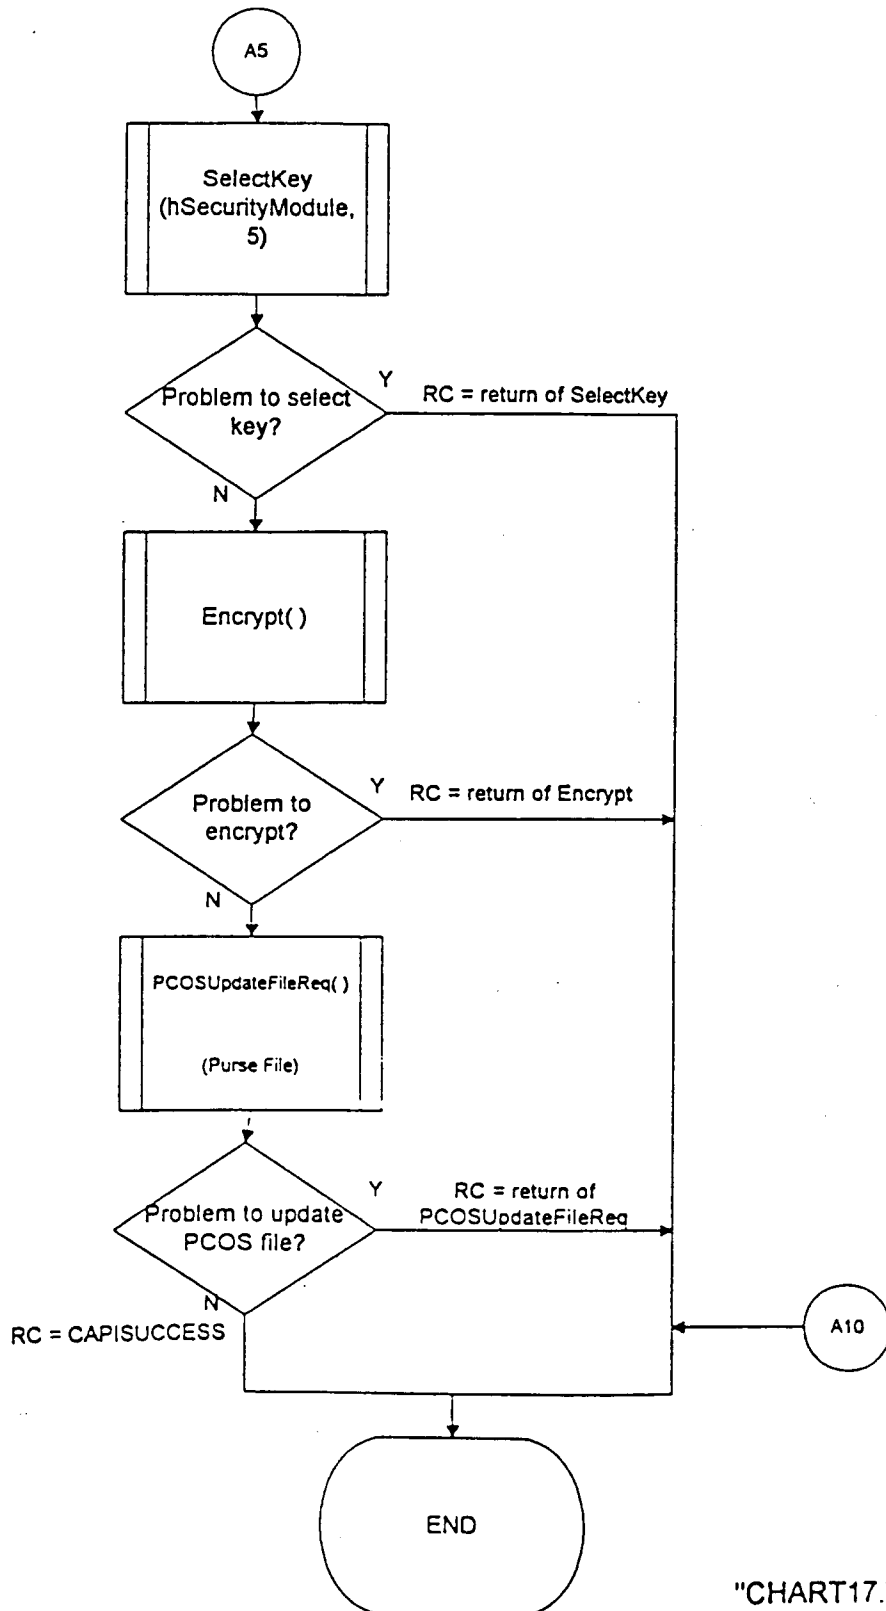 A5
SelectKey
(hSecurityModule,
5)
Problem to select
key?
Y
RC = return of SelectKey
N
Encrypt( )
Problem to
encrypt?
Y
RC = return of Encrypt
N
PCOSUpdateFileReq( )
(Purse File)
Problem to update
PCOS file?
Y
RC = return of
PCOSUpdateFileReq
N
RC = CAPISUCCESS
A10
END
"CHART17.